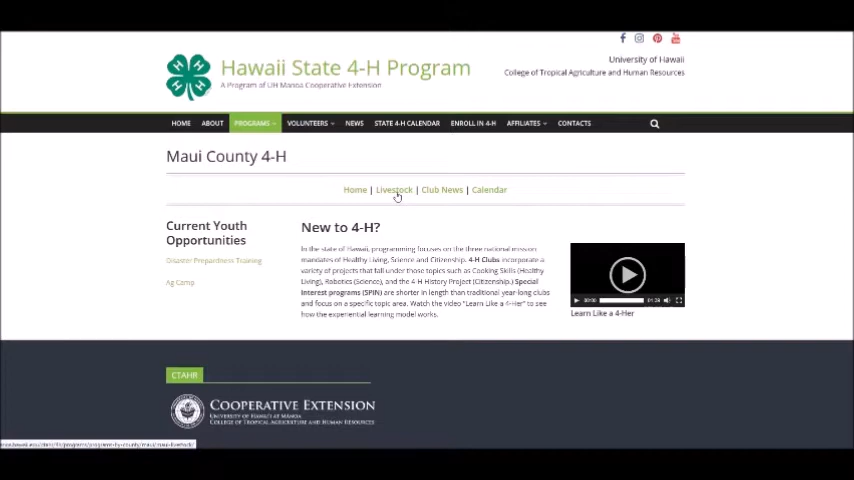 University of Hawaii
College of Tropical Agriculture and Human Resources
H H H H
Hawaii State 4-H Program
A Program of UH Manoa Cooperative Extension
HOME ABOUT PROGRAMS VOLUNTEERS NEWS STATE 4-H CALENDAR ENROLL IN 4-H AFFILIATES CONTACTS
Maui County 4-H
Home | Livestock | Club News | Calendar
Current Youth
Opportunities
Disaster Preparedness Training
Ag Camp
New to 4-H?
In the state of Hawaii, programming focuses on the three national mission
mandates of Healthy Living, Science and Citizenship. 4-H Clubs incorporate a
variety of projects that fall under those topics such as Cooking Skills (Healthy
Living), Robotics (Science), and the 4-H History Project (Citizenship.) Special
Interest programs (SPIN) are shorter in length than traditional year-long clubs
and focus on a specific topic area. Watch the video "Learn Like a 4-Her" to see
how the experiential learning model works.
00:00 01:28
Learn Like a 4-Her
CTAHR
COOPERATIVE EXTENSION
UNIVERSITY OF HAWAI'I AT MĀNOA
COLLEGE OF TROPICAL AGRICULTURE AND HUMAN RESOURCES